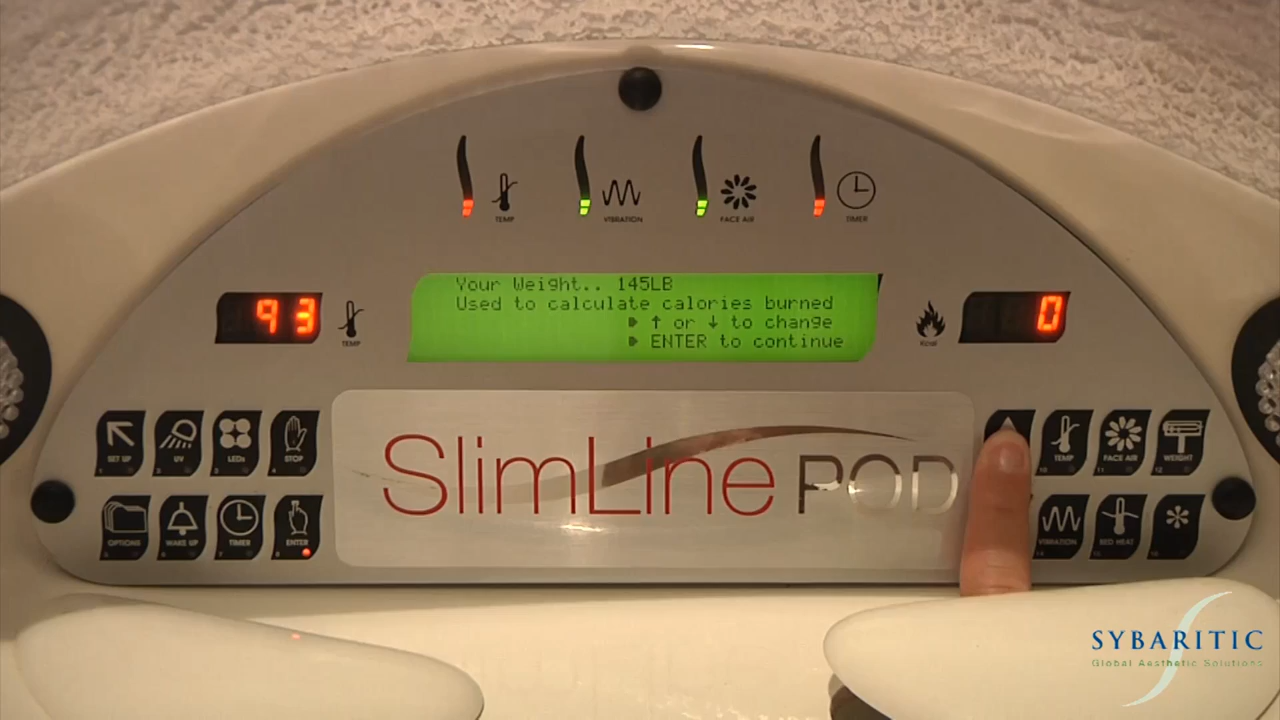 TEMP
VIBRATION
FACE AIR
TIMER
Your Weight.. 145LB
Used to calculate calories burned
↑ or ↓ to change
ENTER to continue
93
TEMP
Kcal
0
SlimLine POD
SET UP
UV
LEDs
STOP
OPTIONS
WAKE UP
TIMER
ENTER
TEMP
FACE AIR
WEIGHT
VIBRATION
BED HEAT
SYBARITIC
Global Aesthetic Solutions